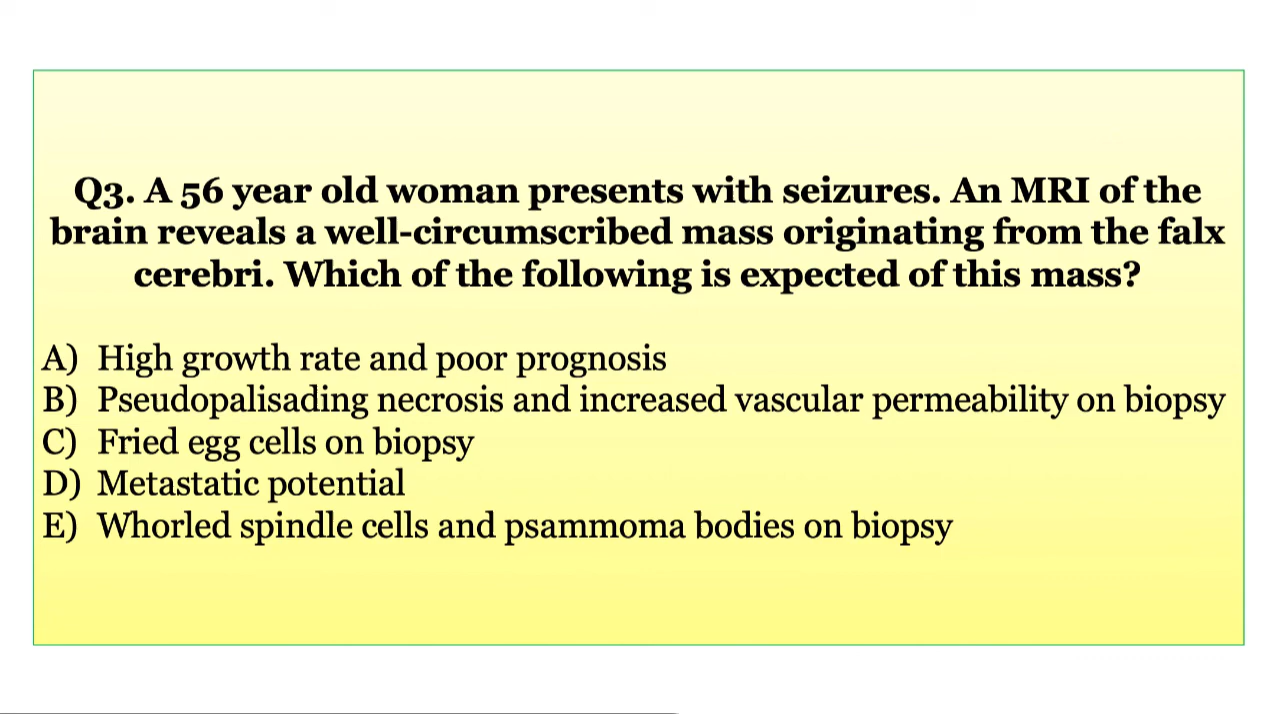 Q3. A 56 year old woman presents with seizures. An MRI of the
brain reveals a well-circumscribed mass originating from the falx
cerebri. Which of the following is expected of this mass?
A) High growth rate and poor prognosis
B) Pseudopalisading necrosis and increased vascular permeability on biopsy
C) Fried egg cells on biopsy
D) Metastatic potential
E) Whorled spindle cells and psammoma bodies on biopsy